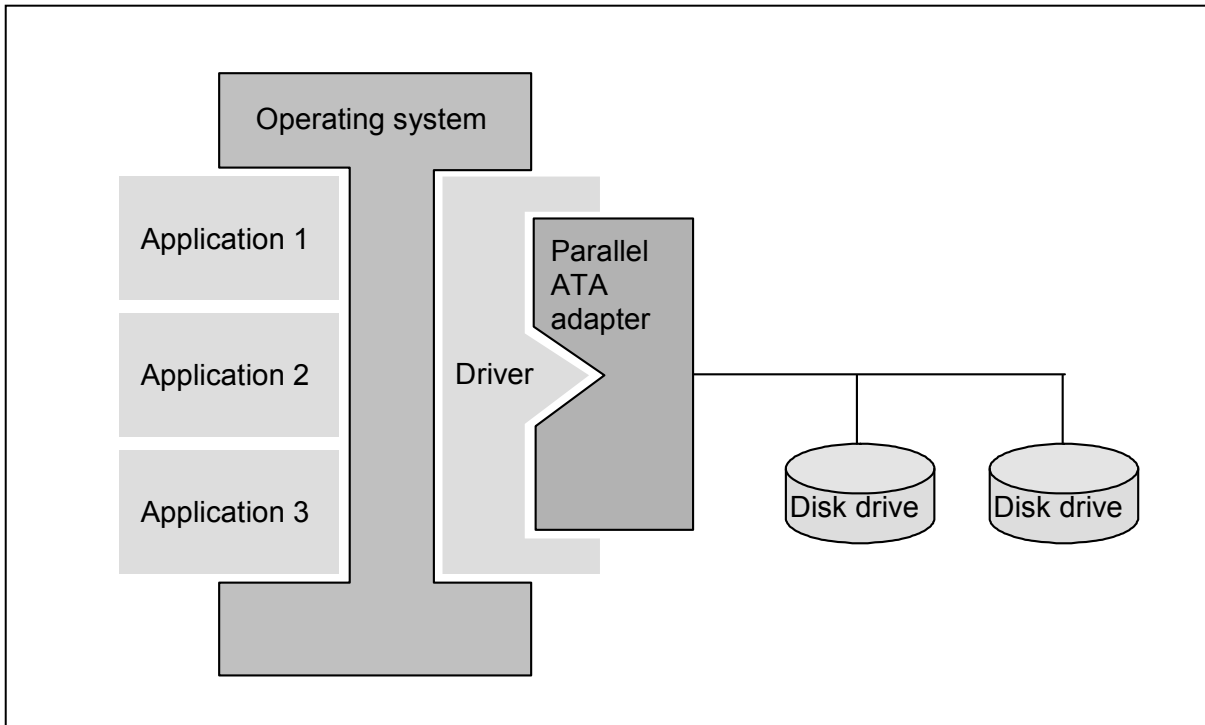 Operating system
Application 1
Application 2
Application 3
Driver
Parallel
ATA
adapter
Disk drive
Disk drive